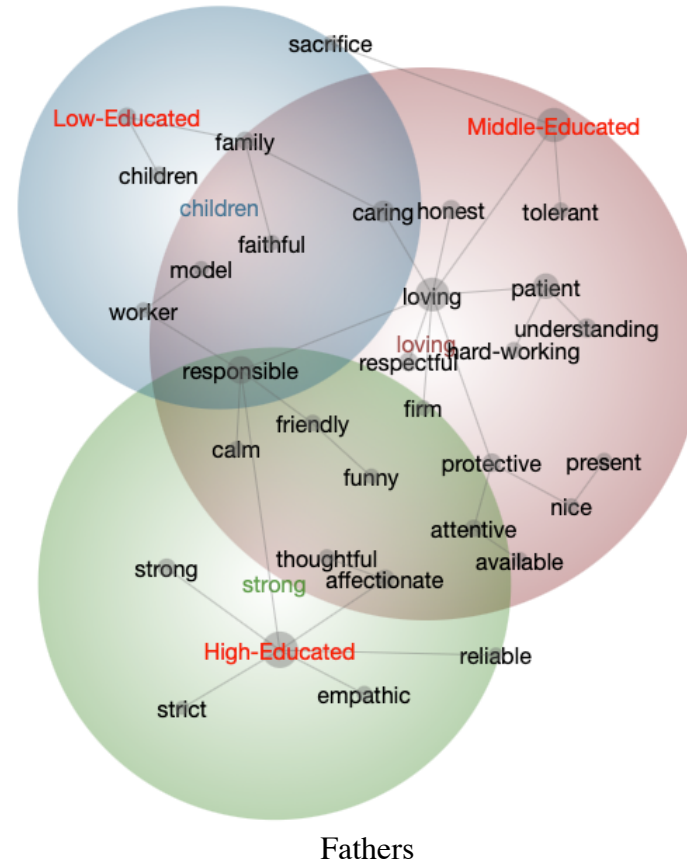 sacrifice
Low-Educated
Middle-Educated
family
children
children
caring
honest
tolerant
faithful
model
loving
patient
worker
understanding
loving
hard-working
respectful
responsible
firm
friendly
calm
protective
present
funny
nice
attentive
thoughtful
available
strong
strong
affectionate
High-Educated
reliable
empathic
strict
Fathers